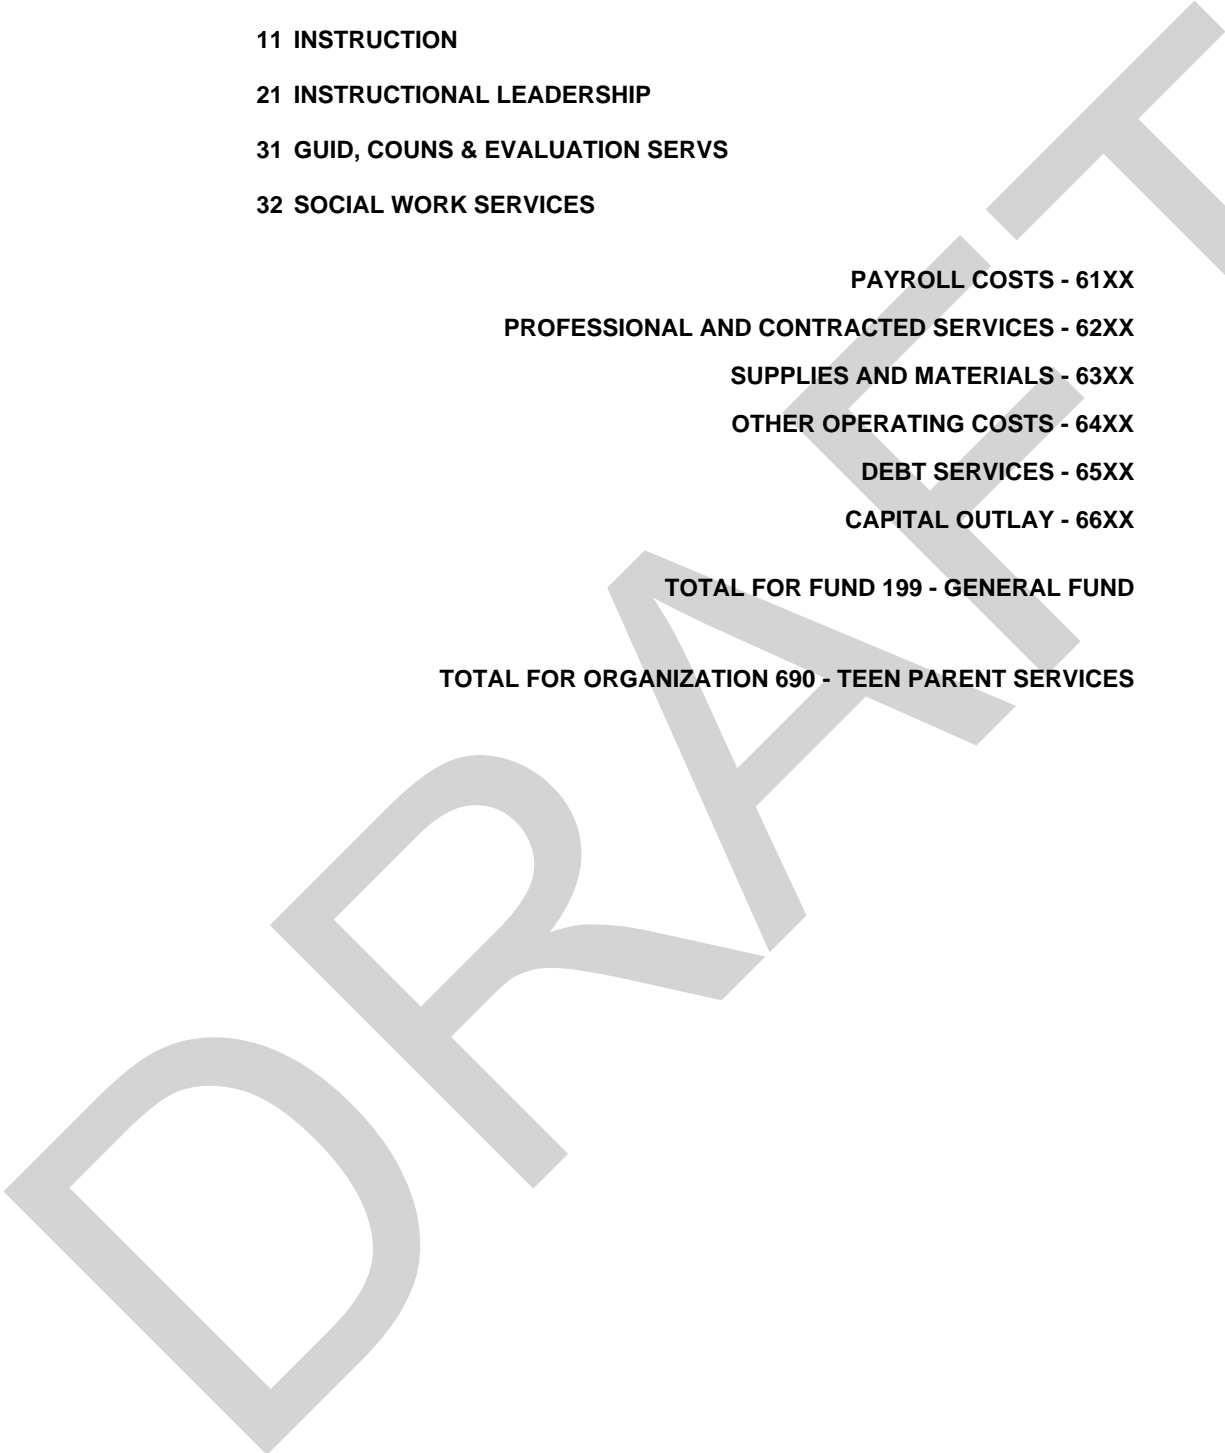 11 INSTRUCTION
21 INSTRUCTIONAL LEADERSHIP
31 GUID, COUNS & EVALUATION SERVS
32 SOCIAL WORK SERVICES
PAYROLL COSTS - 61XX
PROFESSIONAL AND CONTRACTED SERVICES - 62XX
SUPPLIES AND MATERIALS - 63XX
OTHER OPERATING COSTS - 64XX
DEBT SERVICES - 65XX
CAPITAL OUTLAY - 66XX
TOTAL FOR FUND 199 - GENERAL FUND
TOTAL FOR ORGANIZATION 690 - TEEN PARENT SERVICES
DRAFT